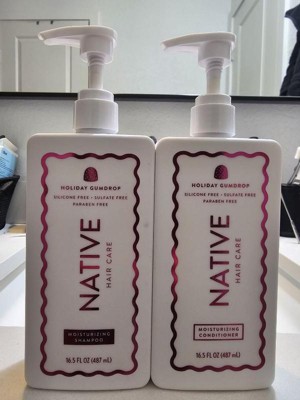 HOLIDAY GUMDROP
SILICONE FREE - SULFATE FREE
PARABEN FREE
NATIVE
HAIR CARE
MOISTURIZING
SHAMPOO
16.5 FL OZ (487 mL)
HOLIDAY GUMDROP
SILICONE FREE - SULFATE FREE
PARABEN FREE
NATIVE
HAIR CARE
MOISTURIZING
CONDITIONER
16.5 FL OZ (487 mL)